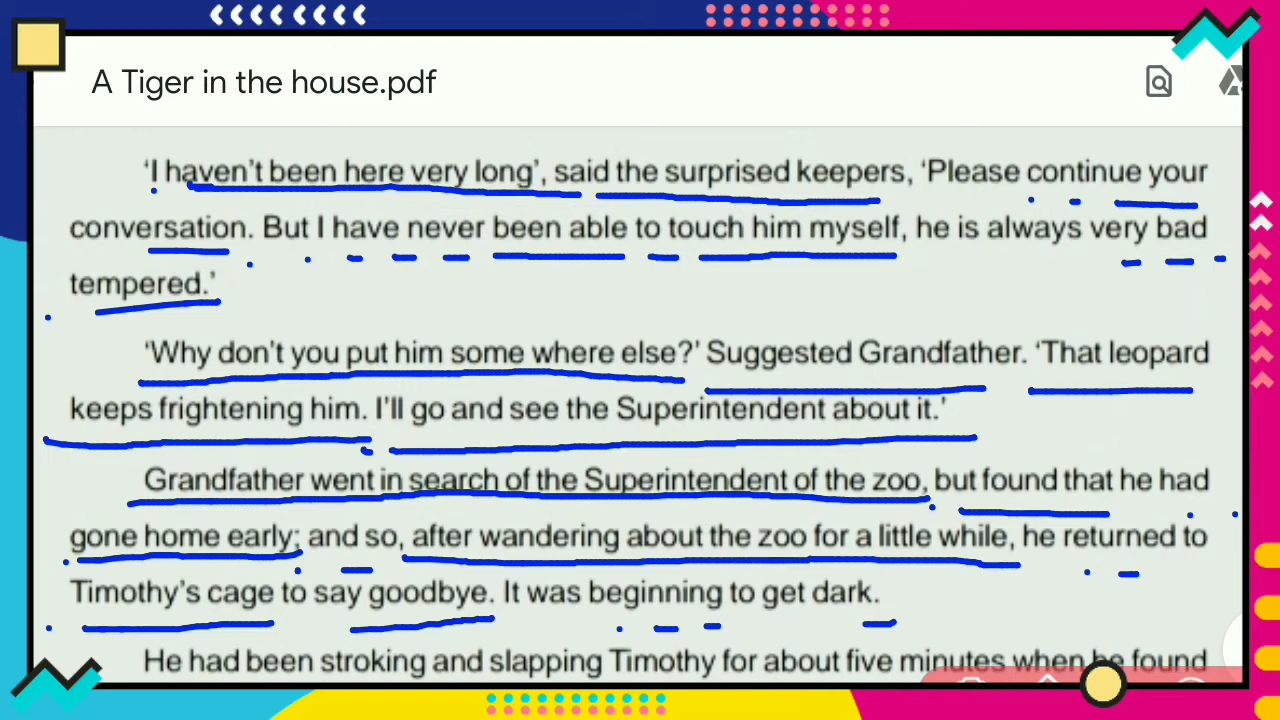 A Tiger in the house.pdf
‘I haven’t been here very long’, said the surprised keepers, ‘Please continue your
conversation. But I have never been able to touch him myself, he is always very bad
tempered.’
‘Why don’t you put him some where else?’ Suggested Grandfather. ‘That leopard
keeps frightening him. I’ll go and see the Superintendent about it.’
Grandfather went in search of the Superintendent of the zoo, but found that he had
gone home early; and so, after wandering about the zoo for a little while, he returned to
Timothy’s cage to say goodbye. It was beginning to get dark.
He had been stroking and slapping Timothy for about five minutes when he found